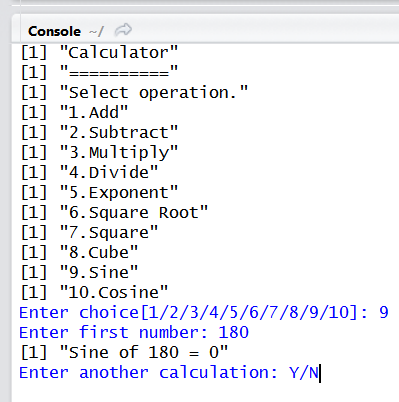 Console ~/
[1] "Calculator"
[1] "=========="
[1] "Select operation."
[1] "1.Add"
[1] "2.Subtract"
[1] "3.Multiply"
[1] "4.Divide"
[1] "5.Exponent"
[1] "6.Square Root"
[1] "7.Square"
[1] "8.Cube"
[1] "9.Sine"
[1] "10.Cosine"
Enter choice[1/2/3/4/5/6/7/8/9/10]: 9
Enter first number: 180
[1] "Sine of 180 = 0"
Enter another calculation: Y/N